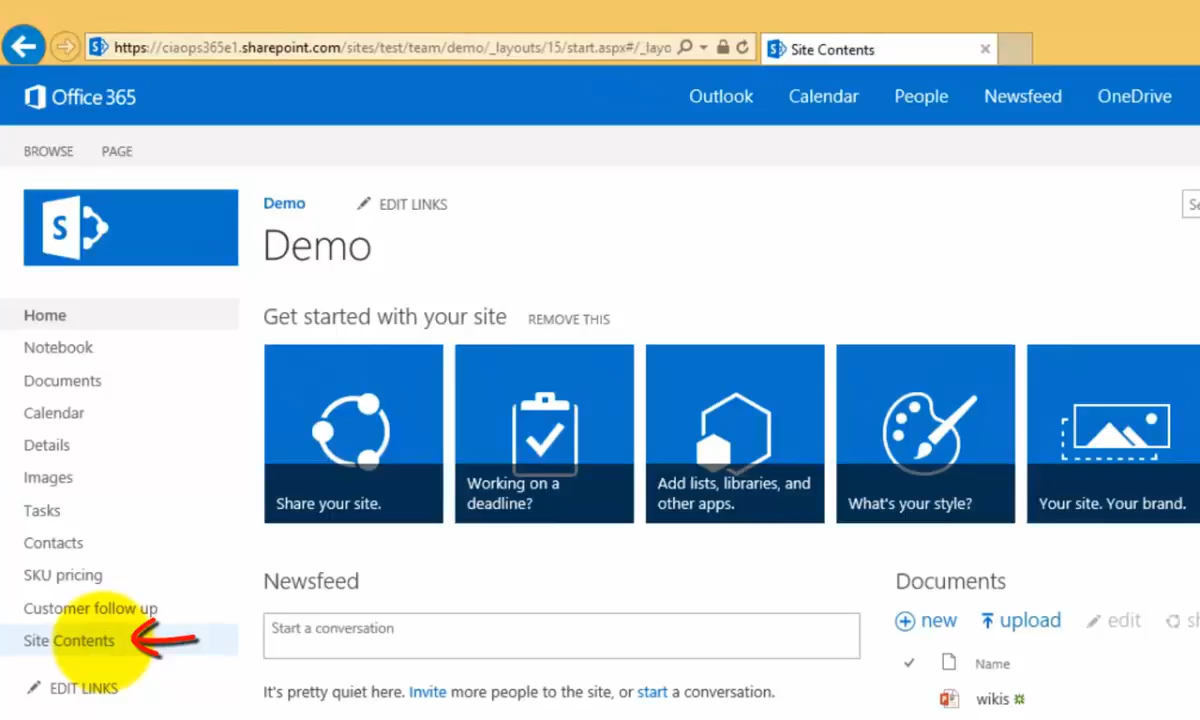 https://ciaops365e1.sharepoint.com/sites/test/team/demo/_layouts/15/start.aspx#/_layo
Site Contents
Office 365
Outlook Calendar People Newsfeed OneDrive
BROWSE PAGE
S
Demo EDIT LINKS
Demo
Home
Notebook
Documents
Calendar
Details
Images
Tasks
Contacts
SKU pricing
Customer follow up
Site Contents
EDIT LINKS
Get started with your site REMOVE THIS
Share your site.
Working on a
deadline?
Add lists, libraries, and
other apps.
What's your style?
Your site. Your brand.
Newsfeed
Start a conversation
It's pretty quiet here. Invite more people to the site, or start a conversation.
Documents
new upload edit
Name
wikis